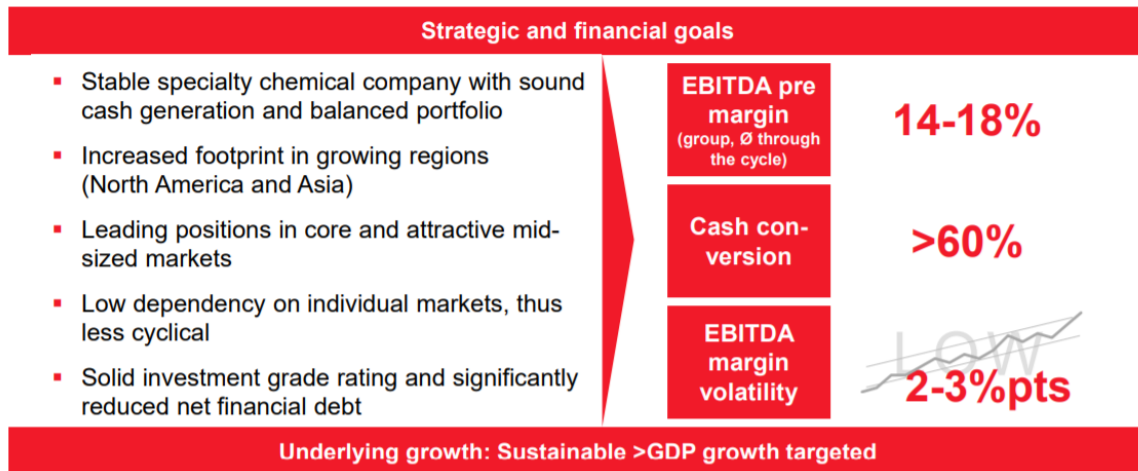 Strategic and financial goals
▪ Stable specialty chemical company with sound
cash generation and balanced portfolio
▪ Increased footprint in growing regions
(North America and Asia)
▪ Leading positions in core and attractive mid-
sized markets
▪ Low dependency on individual markets, thus
less cyclical
▪ Solid investment grade rating and significantly
reduced net financial debt
EBITDA pre
margin
(group, Ø through
the cycle)
14-18%
Cash con-
version
>60%
EBITDA
margin
volatility
LOW
2-3%pts
Underlying growth: Sustainable >GDP growth targeted